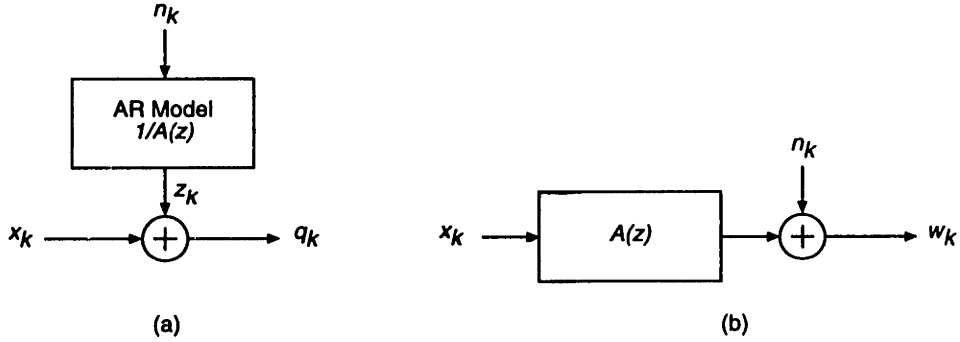 n_k
AR Model
1/A(z)
z_k
x_k + q_k
(a)
n_k
x_k A(z) + w_k
(b)